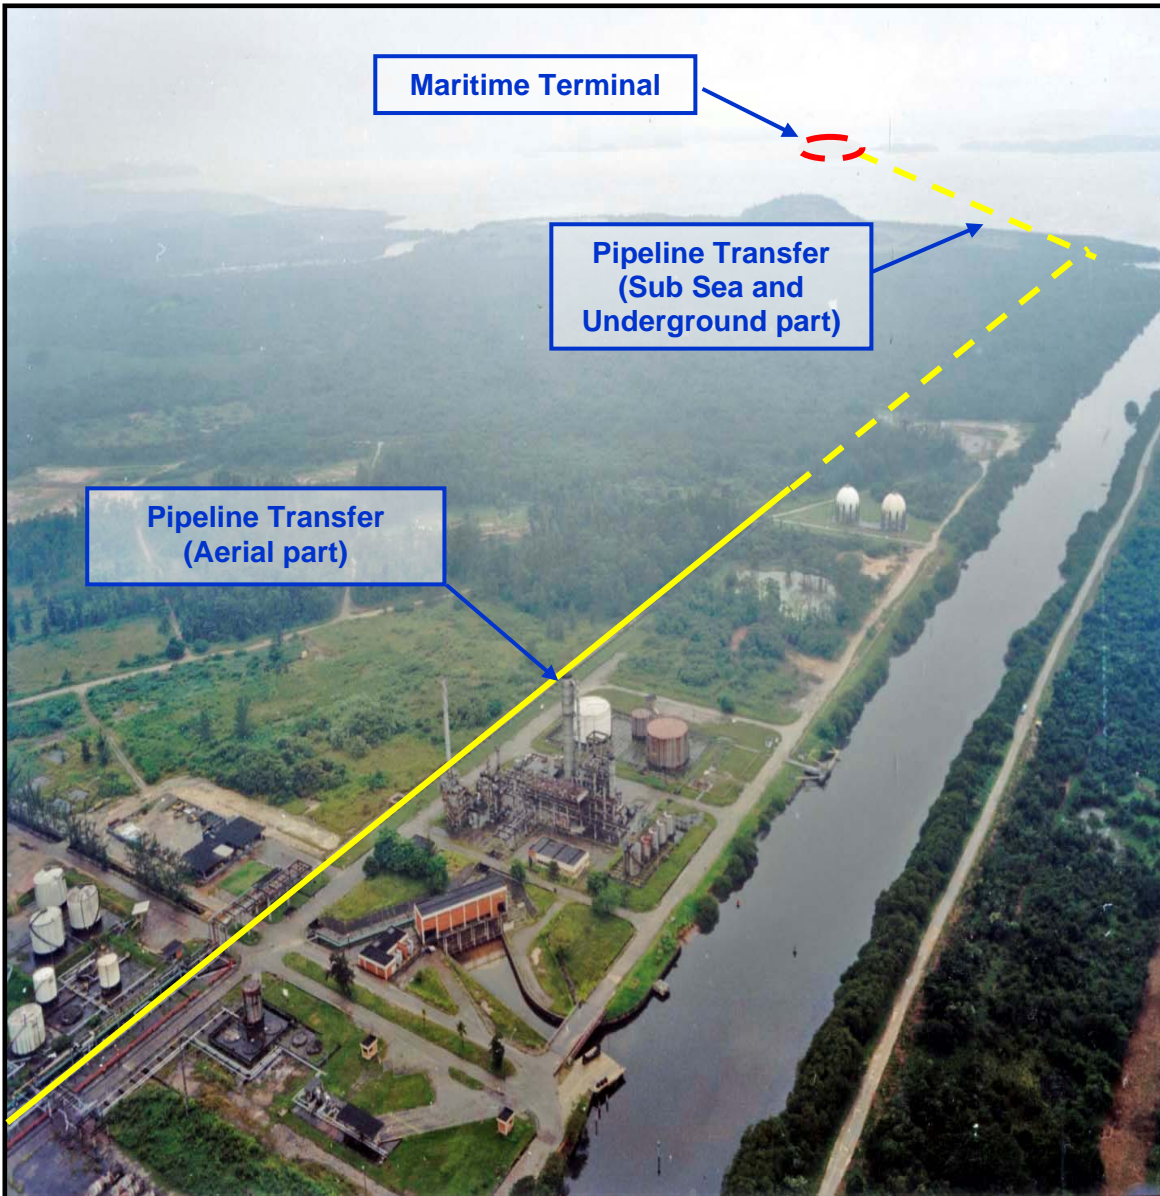 Maritime Terminal
Pipeline Transfer
(Sub Sea and
Underground part)
Pipeline Transfer
(Aerial part)